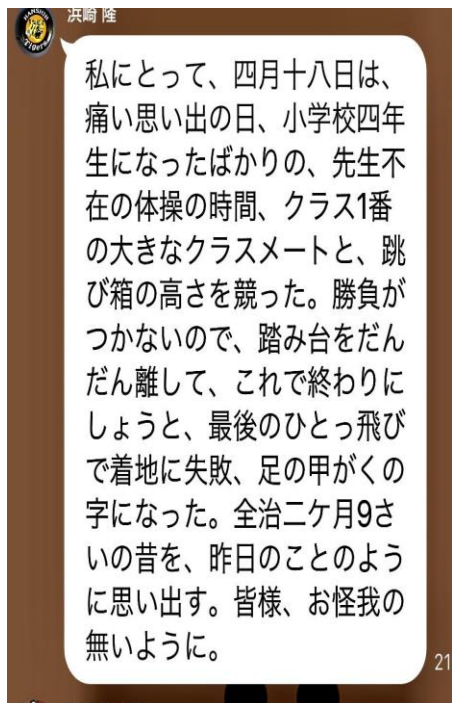 浜崎 隆
私にとって、四月十八日は、
痛い思い出の日、小学校四年
生になったばかりの、先生不
在の体操の時間、クラス1番
の大きなクラスメートと、跳
び箱の高さを競った。勝負が
つかないので、踏み台をだん
だん離して、これで終わりに
しょうと、最後のひとっ飛び
で着地に失敗、足の甲がくの
字になった。全治二ケ月9さ
いの昔を、昨日のことのよう
に思い出す。皆様、お怪我の
無いように。
21